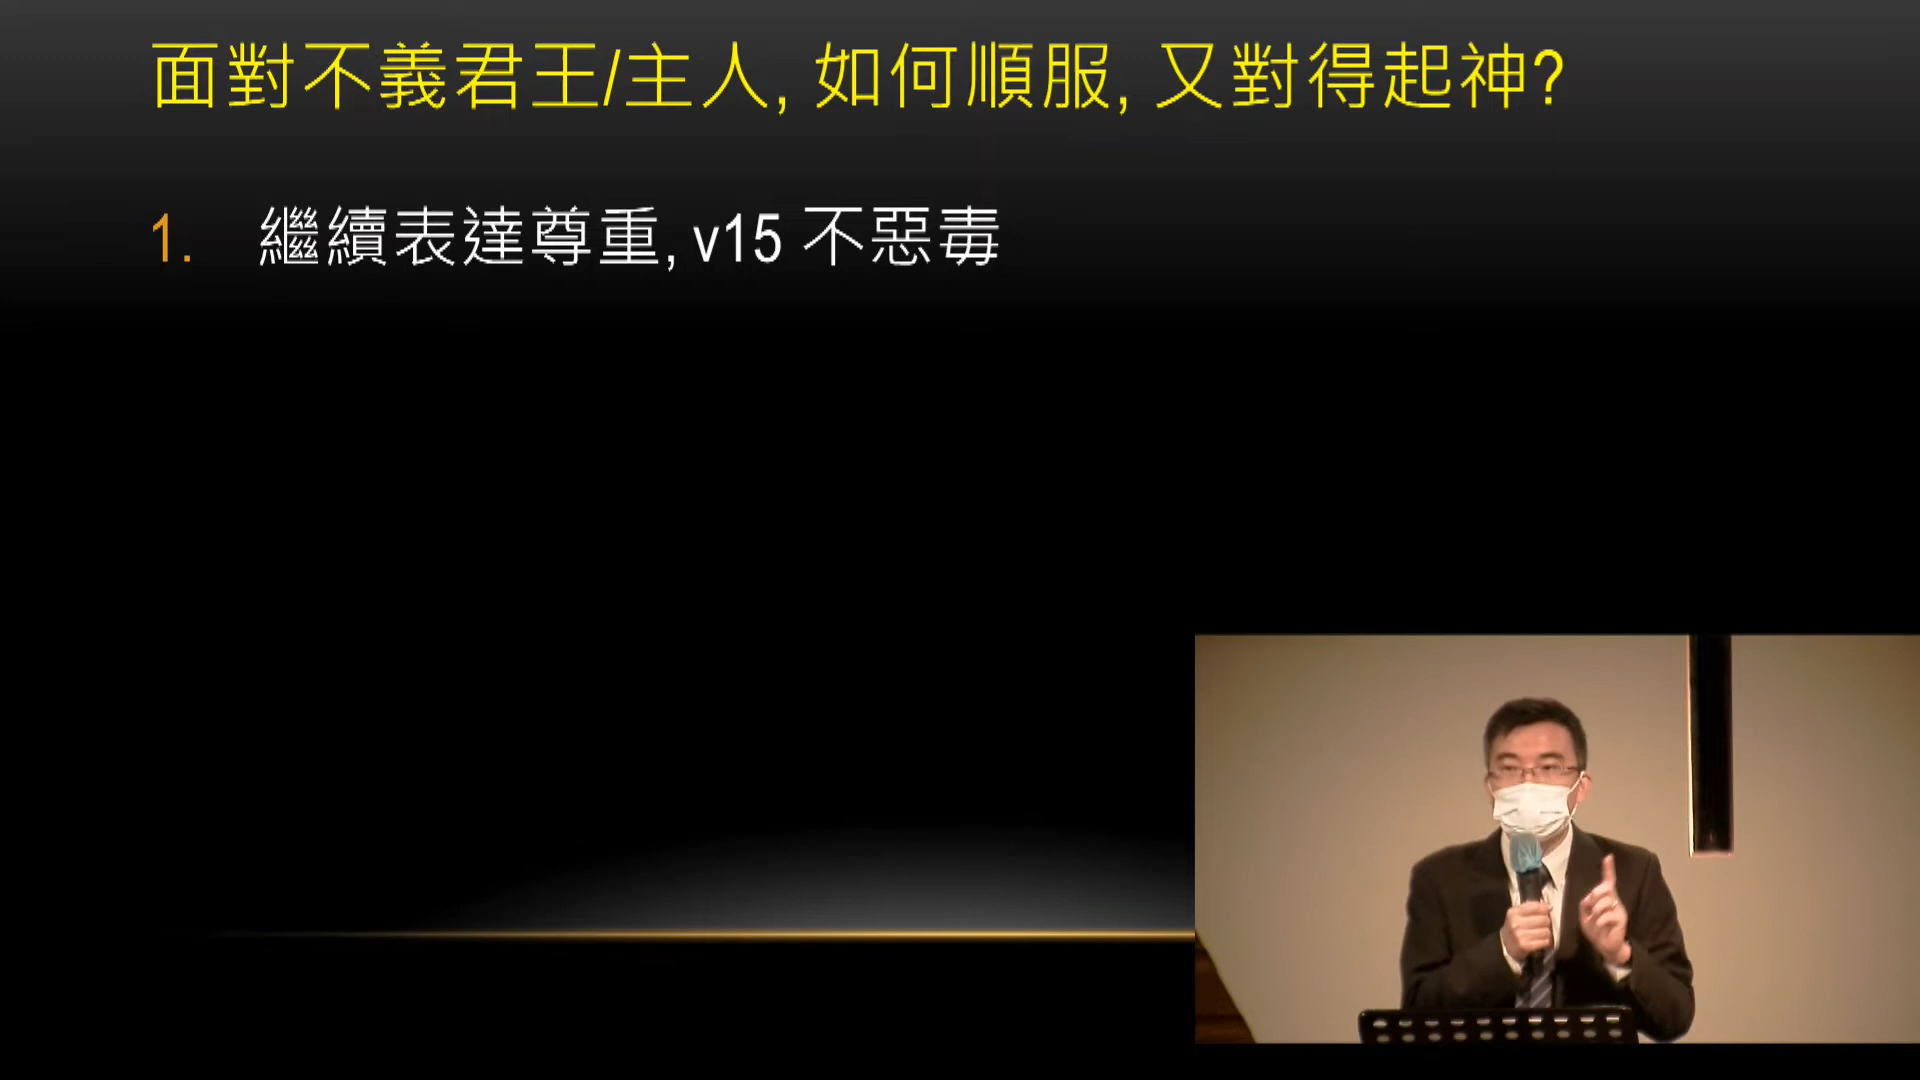 面對不義君王/主人, 如何順服, 又對得起神?
1. 繼續表達尊重, v15 不惡毒